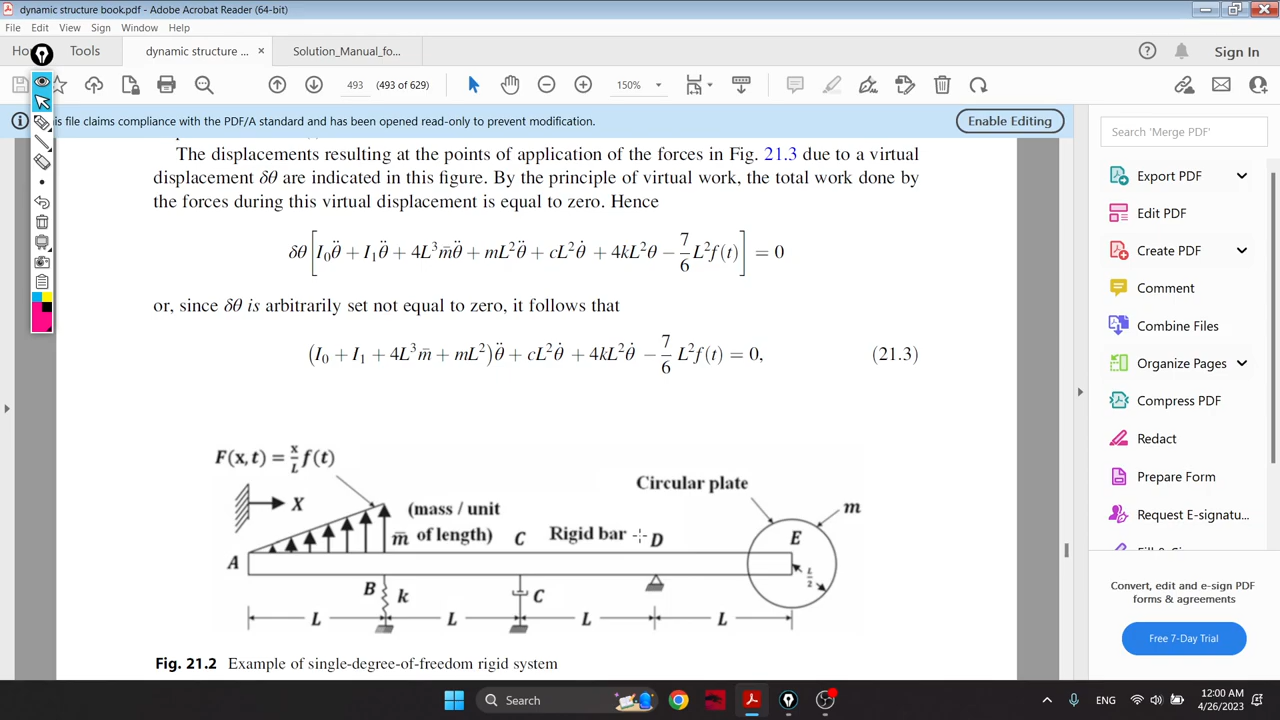 dynamic structure book.pdf - Adobe Acrobat Reader (64-bit)
File Edit View Sign Window Help
Ho Tools dynamic structure ... × Solution_Manual_fo... Sign In
493 (493 of 629) 150%
is file claims compliance with the PDF/A standard and has been opened read-only to prevent modification. Enable Editing
The displacements resulting at the points of application of the forces in Fig. 21.3 due to a virtual
displacement δθ are indicated in this figure. By the principle of virtual work, the total work done by
the forces during this virtual displacement is equal to zero. Hence
δθ[I₀θ̈ + I₁θ̈ + 4L³m̄θ̈ + mL²θ̈ + cL²θ̇ + 4kL²θ − 7/6 L²f(t)] = 0
or, since δθ is arbitrarily set not equal to zero, it follows that
(I₀ + I₁ + 4L³m̄ + mL²)θ̈ + cL²θ̇ + 4kL²θ̇ − 7/6 L²f(t) = 0, (21.3)
F(x, t) = x/L f(t)
X
(mass / unit
m̄ of length)
C
Rigid bar
D
Circular plate
m
E
L/2
A
B
k
C
L L L L
Fig. 21.2 Example of single-degree-of-freedom rigid system
Search 'Merge PDF'
Export PDF
Edit PDF
Create PDF
Comment
Combine Files
Organize Pages
Compress PDF
Redact
Prepare Form
Request E-signatu...
Convert, edit and e-sign PDF
forms & agreements
Free 7-Day Trial
Search
ENG
12:00 AM
4/26/2023